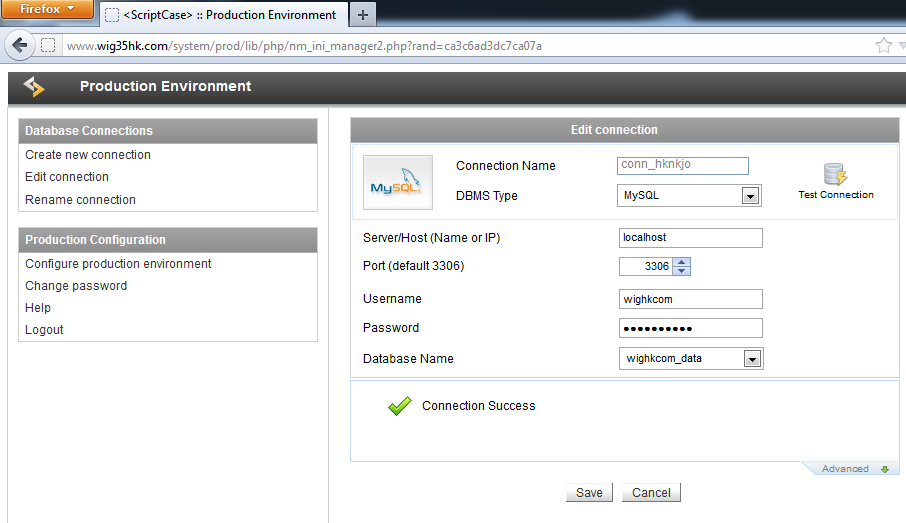 Firefox
<ScriptCase> :: Production Environment
www.wig35hk.com/system/prod/lib/php/nm_ini_manager2.php?rand=ca3c6ad3dc7ca07a
Production Environment
Database Connections
Create new connection
Edit connection
Rename connection
Production Configuration
Configure production environment
Change password
Help
Logout
Edit connection
MySQL
Connection Name conn_hknkjo
DBMS Type MySQL
Test Connection
Server/Host (Name or IP) localhost
Port (default 3306) 3306
Username wighkcom
Password ●●●●●●●●●●
Database Name wighkcom_data
Connection Success
Advanced
Save Cancel